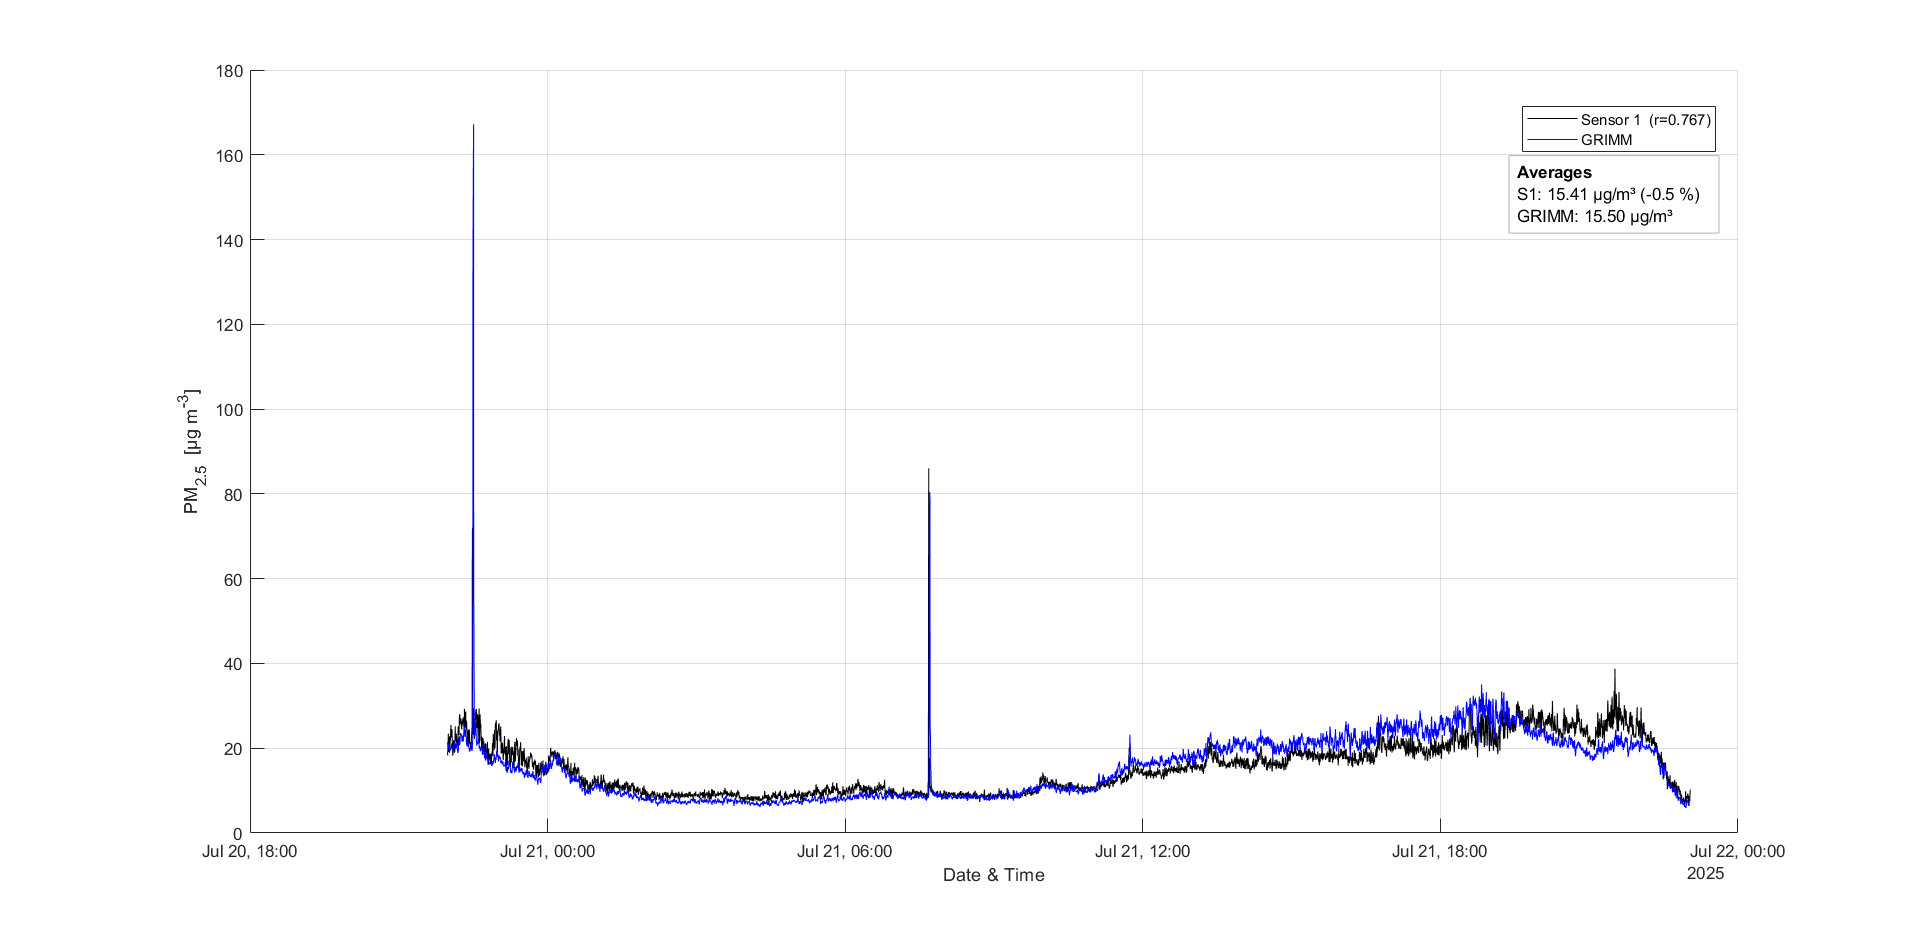 180
160
140
120
100
80
60
40
20
0
PM2.5 [µg m-3]
Sensor 1 (r=0.767)
GRIMM
Averages
S1: 15.41 µg/m³ (-0.5 %)
GRIMM: 15.50 µg/m³
Jul 20, 18:00
Jul 21, 00:00
Jul 21, 06:00
Jul 21, 12:00
Jul 21, 18:00
Jul 22, 00:00
2025
Date & Time